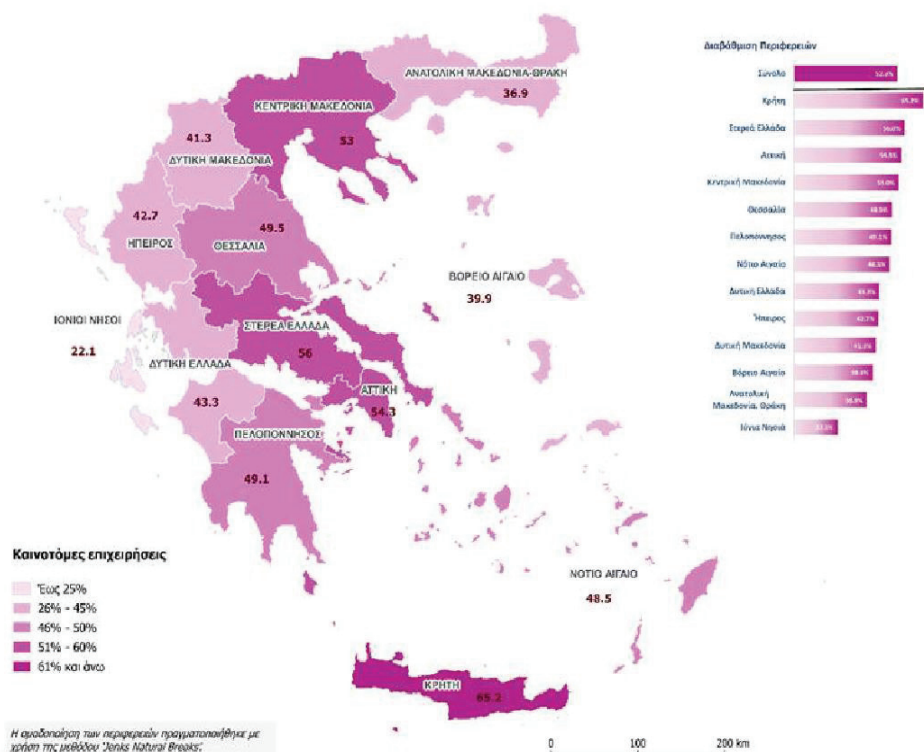 ΑΝΑΤΟΛΙΚΗ ΜΑΚΕΔΟΝΙΑ-ΘΡΑΚΗ
36.9
ΚΕΝΤΡΙΚΗ ΜΑΚΕΔΟΝΙΑ
53
41.3
ΔΥΤΙΚΗ ΜΑΚΕΔΟΝΙΑ
42.7
ΗΠΕΙΡΟΣ
49.5
ΘΕΣΣΑΛΙΑ
ΒΟΡΕΙΟ ΑΙΓΑΙΟ
39.9
ΙΟΝΙΟΙ ΝΗΣΟΙ
22.1
ΣΤΕΡΕΑ ΕΛΛΑΔΑ
56
ΔΥΤΙΚΗ ΕΛΛΑΔΑ
43.3
ΑΤΤΙΚΗ
54.3
ΠΕΛΟΠΟΝΝΗΣΟΣ
49.1
ΝΟΤΙΟ ΑΙΓΑΙΟ
48.5
ΚΡΗΤΗ
65.2
Καινοτόμες επιχειρήσεις
Έως 25%
26% - 45%
46% - 50%
51% - 60%
61% και άνω
Η ομαδοποίηση των περιφερειών πραγματοποιήθηκε με
χρήση της μεθόδου 'Jenks Natural Breaks'.
0 100 200 km
Διαβάθμιση Περιφερειών
Σύνολο
Κρήτη
Στερεά Ελλάδα
Αττική
Κεντρική Μακεδονία
Θεσσαλία
Πελοπόννησος
49.1%
Νότιο Αιγαίο
Δυτική Ελλάδα
Ήπειρος
42.7%
Δυτική Μακεδονία
Βόρειο Αιγαίο
Ανατολική
Μακεδονία, Θράκη
Ιόνια Νησιά